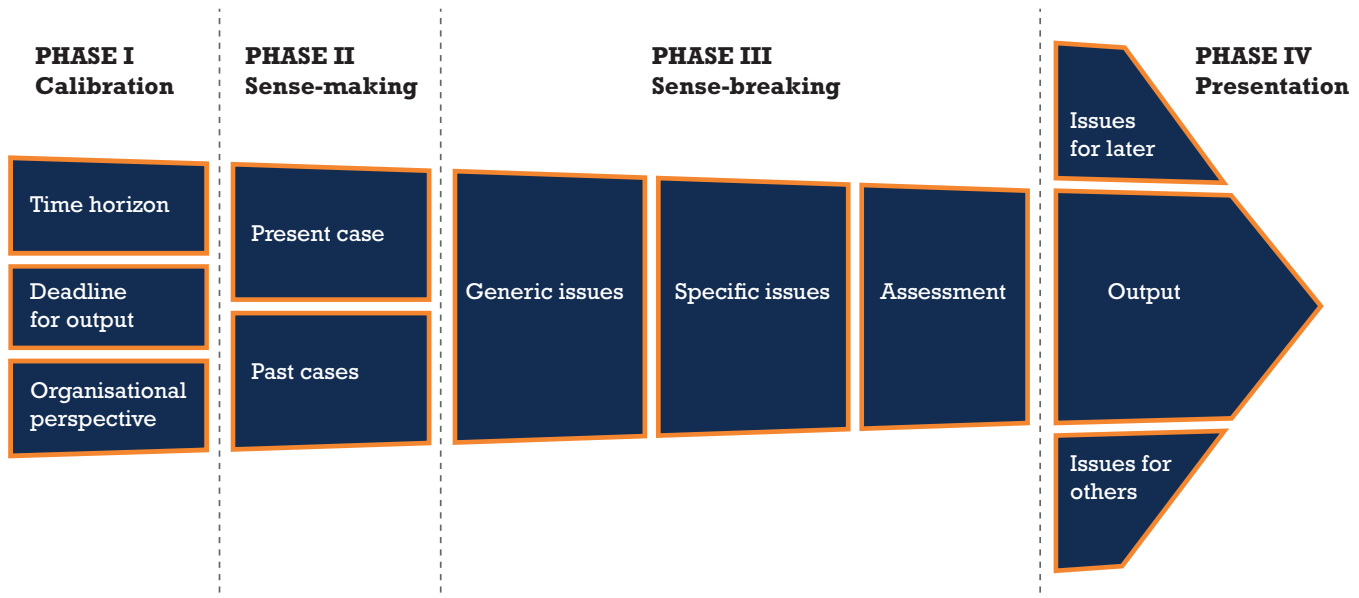 PHASE I
Calibration
PHASE II
Sense-making
PHASE III
Sense-breaking
PHASE IV
Presentation
Time horizon
Deadline
for output
Organisational
perspective
Present case
Past cases
Generic issues
Specific issues
Assessment
Issues
for later
Output
Issues for
others